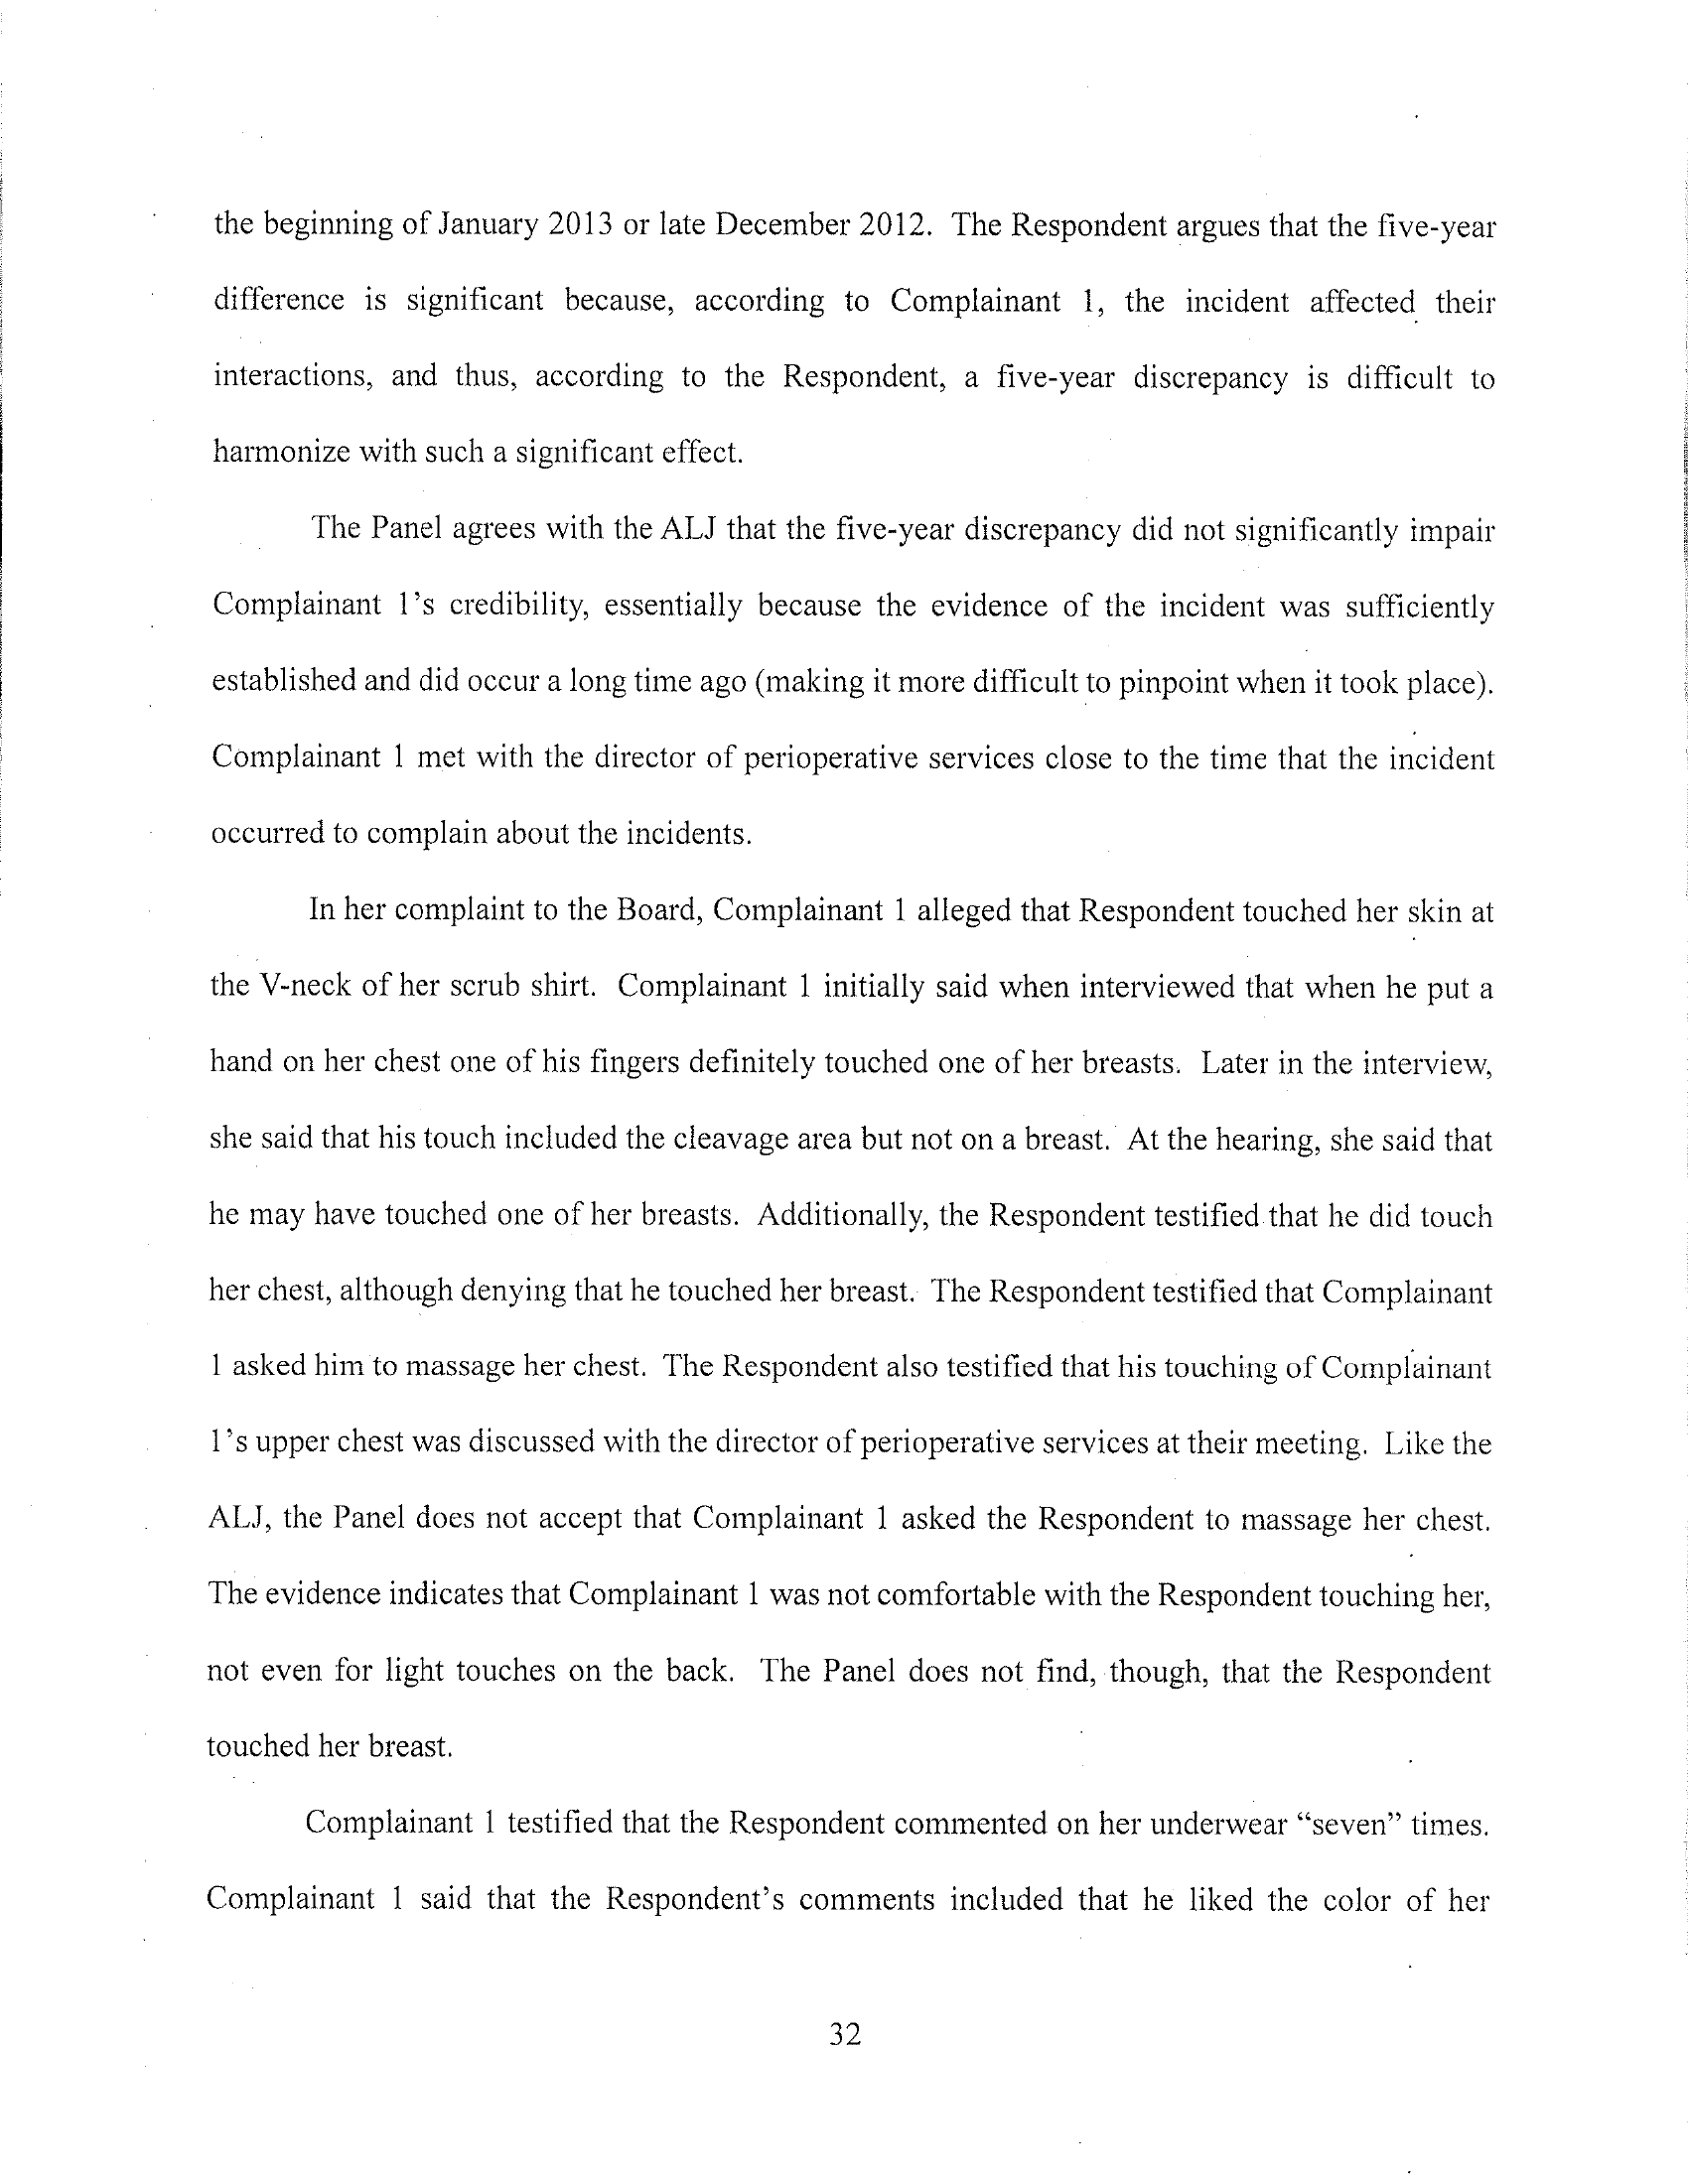 the beginning of January 2013 or late December 2012. The Respondent argues that the five-year
difference is significant because, according to Complainant 1, the incident affected their
interactions, and thus, according to the Respondent, a five-year discrepancy is difficult to
harmonize with such a significant effect.
The Panel agrees with the ALJ that the five-year discrepancy did not significantly impair
Complainant 1's credibility, essentially because the evidence of the incident was sufficiently
established and did occur a long time ago (making it more difficult to pinpoint when it took place).
Complainant 1 met with the director of perioperative services close to the time that the incident
occurred to complain about the incidents.
In her complaint to the Board, Complainant 1 alleged that Respondent touched her skin at
the V-neck of her scrub shirt. Complainant 1 initially said when interviewed that when he put a
hand on her chest one of his fingers definitely touched one of her breasts. Later in the interview,
she said that his touch included the cleavage area but not on a breast. At the hearing, she said that
he may have touched one of her breasts. Additionally, the Respondent testified that he did touch
her chest, although denying that he touched her breast. The Respondent testified that Complainant
1 asked him to massage her chest. The Respondent also testified that his touching of Complainant
1's upper chest was discussed with the director of perioperative services at their meeting. Like the
ALJ, the Panel does not accept that Complainant 1 asked the Respondent to massage her chest.
The evidence indicates that Complainant 1 was not comfortable with the Respondent touching her,
not even for light touches on the back. The Panel does not find, though, that the Respondent
touched her breast.
Complainant 1 testified that the Respondent commented on her underwear “seven” times.
Complainant 1 said that the Respondent's comments included that he liked the color of her
32